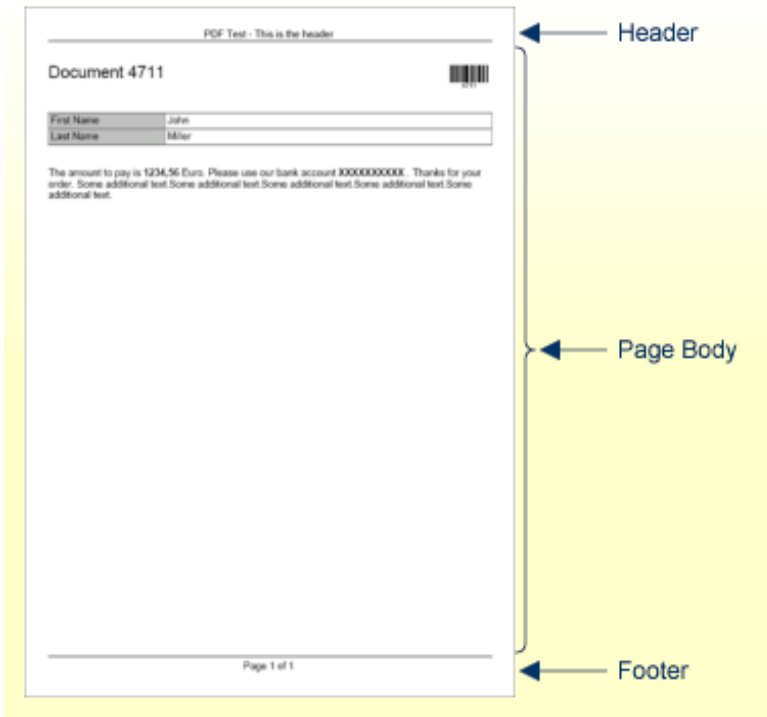 PDF Test - This is the header
Header
Document 4711
4711
First Name John
Last Name Miller
The amount to pay is 1234,56 Euro. Please use our bank account XXXXXXXXXXX . Thanks for your
order. Some additional text.Some additional text.Some additional text.Some additional text.Some
additional text.
Page Body
Page 1 of 1
Footer